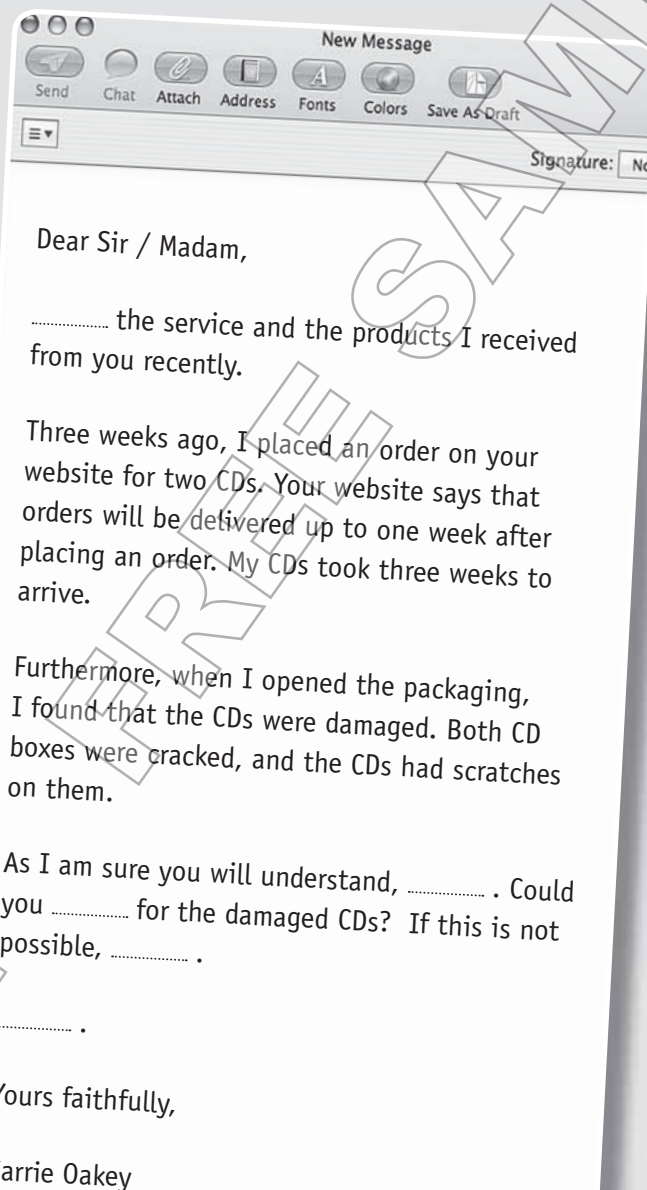 New Message
Send Chat Attach Address Fonts Colors Save As Draft
Signature:
Dear Sir / Madam,
.................... the service and the products I received
from you recently.
Three weeks ago, I placed an order on your
website for two CDs. Your website says that
orders will be delivered up to one week after
placing an order. My CDs took three weeks to
arrive.
Furthermore, when I opened the packaging,
I found that the CDs were damaged. Both CD
boxes were cracked, and the CDs had scratches
on them.
As I am sure you will understand, .................... . Could
you .................... for the damaged CDs? If this is not
possible, .................... .
.................... .
Yours faithfully,
arrie Oakey
FREE SAM